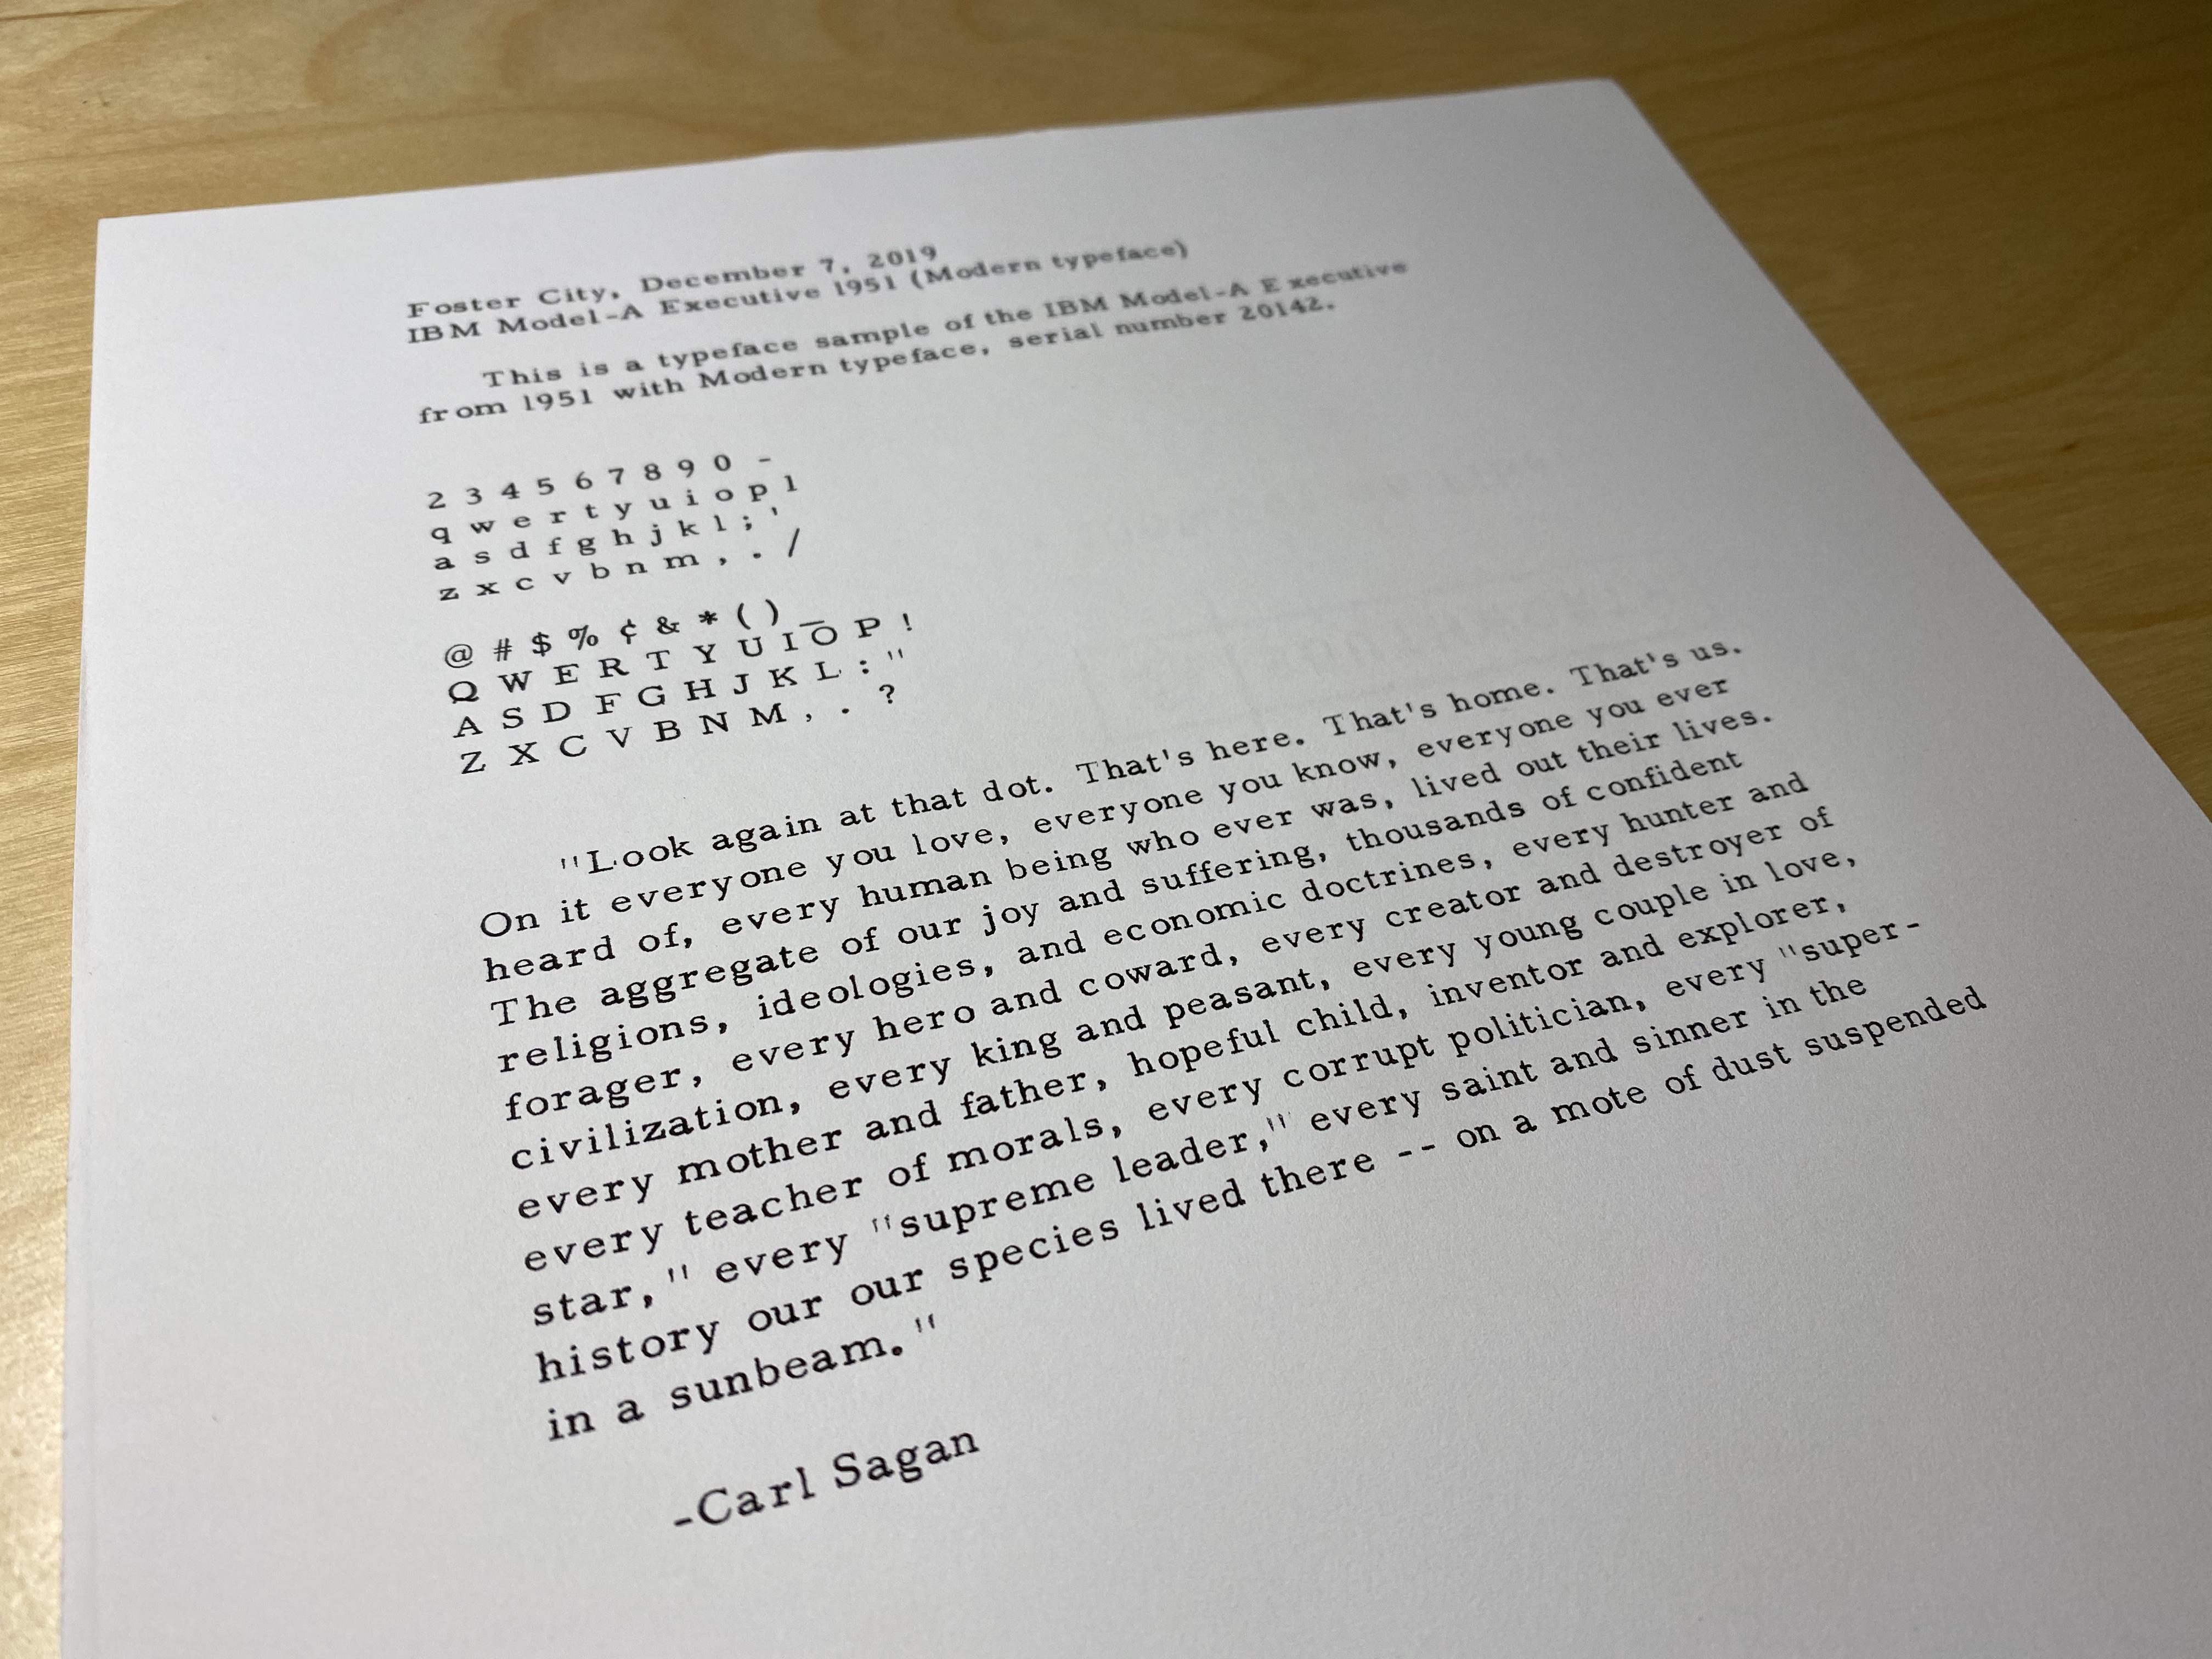 Foster City, December 7, 2019
IBM Model-A Executive 1951 (Modern typeface)
This is a typeface sample of the IBM Model-A E xecutive
from 1951 with Modern typeface, serial number 20142.
2 3 4 5 6 7 8 9 0 -
q w e r t y u i o p 1
a s d f g h j k l ; '
z x c v b n m , . /
@ # $ % ¢ & * ( ) _
Q W E R T Y U I O P !
A S D F G H J K L : "
Z X C V B N M , . ?
"Look again at that dot. That's here. That's home. That's us.
On it everyone you love, everyone you know, everyone you ever
heard of, every human being who ever was, lived out their lives.
The aggregate of our joy and suffering, thousands of confident
religions, ideologies, and economic doctrines, every hunter and
forager, every hero and coward, every creator and destroyer of
civilization, every king and peasant, every young couple in love,
every mother and father, hopeful child, inventor and explorer,
every teacher of morals, every corrupt politician, every "super-
star," every "supreme leader," every saint and sinner in the
history our our species lived there -- on a mote of dust suspended
in a sunbeam."
-Carl Sagan